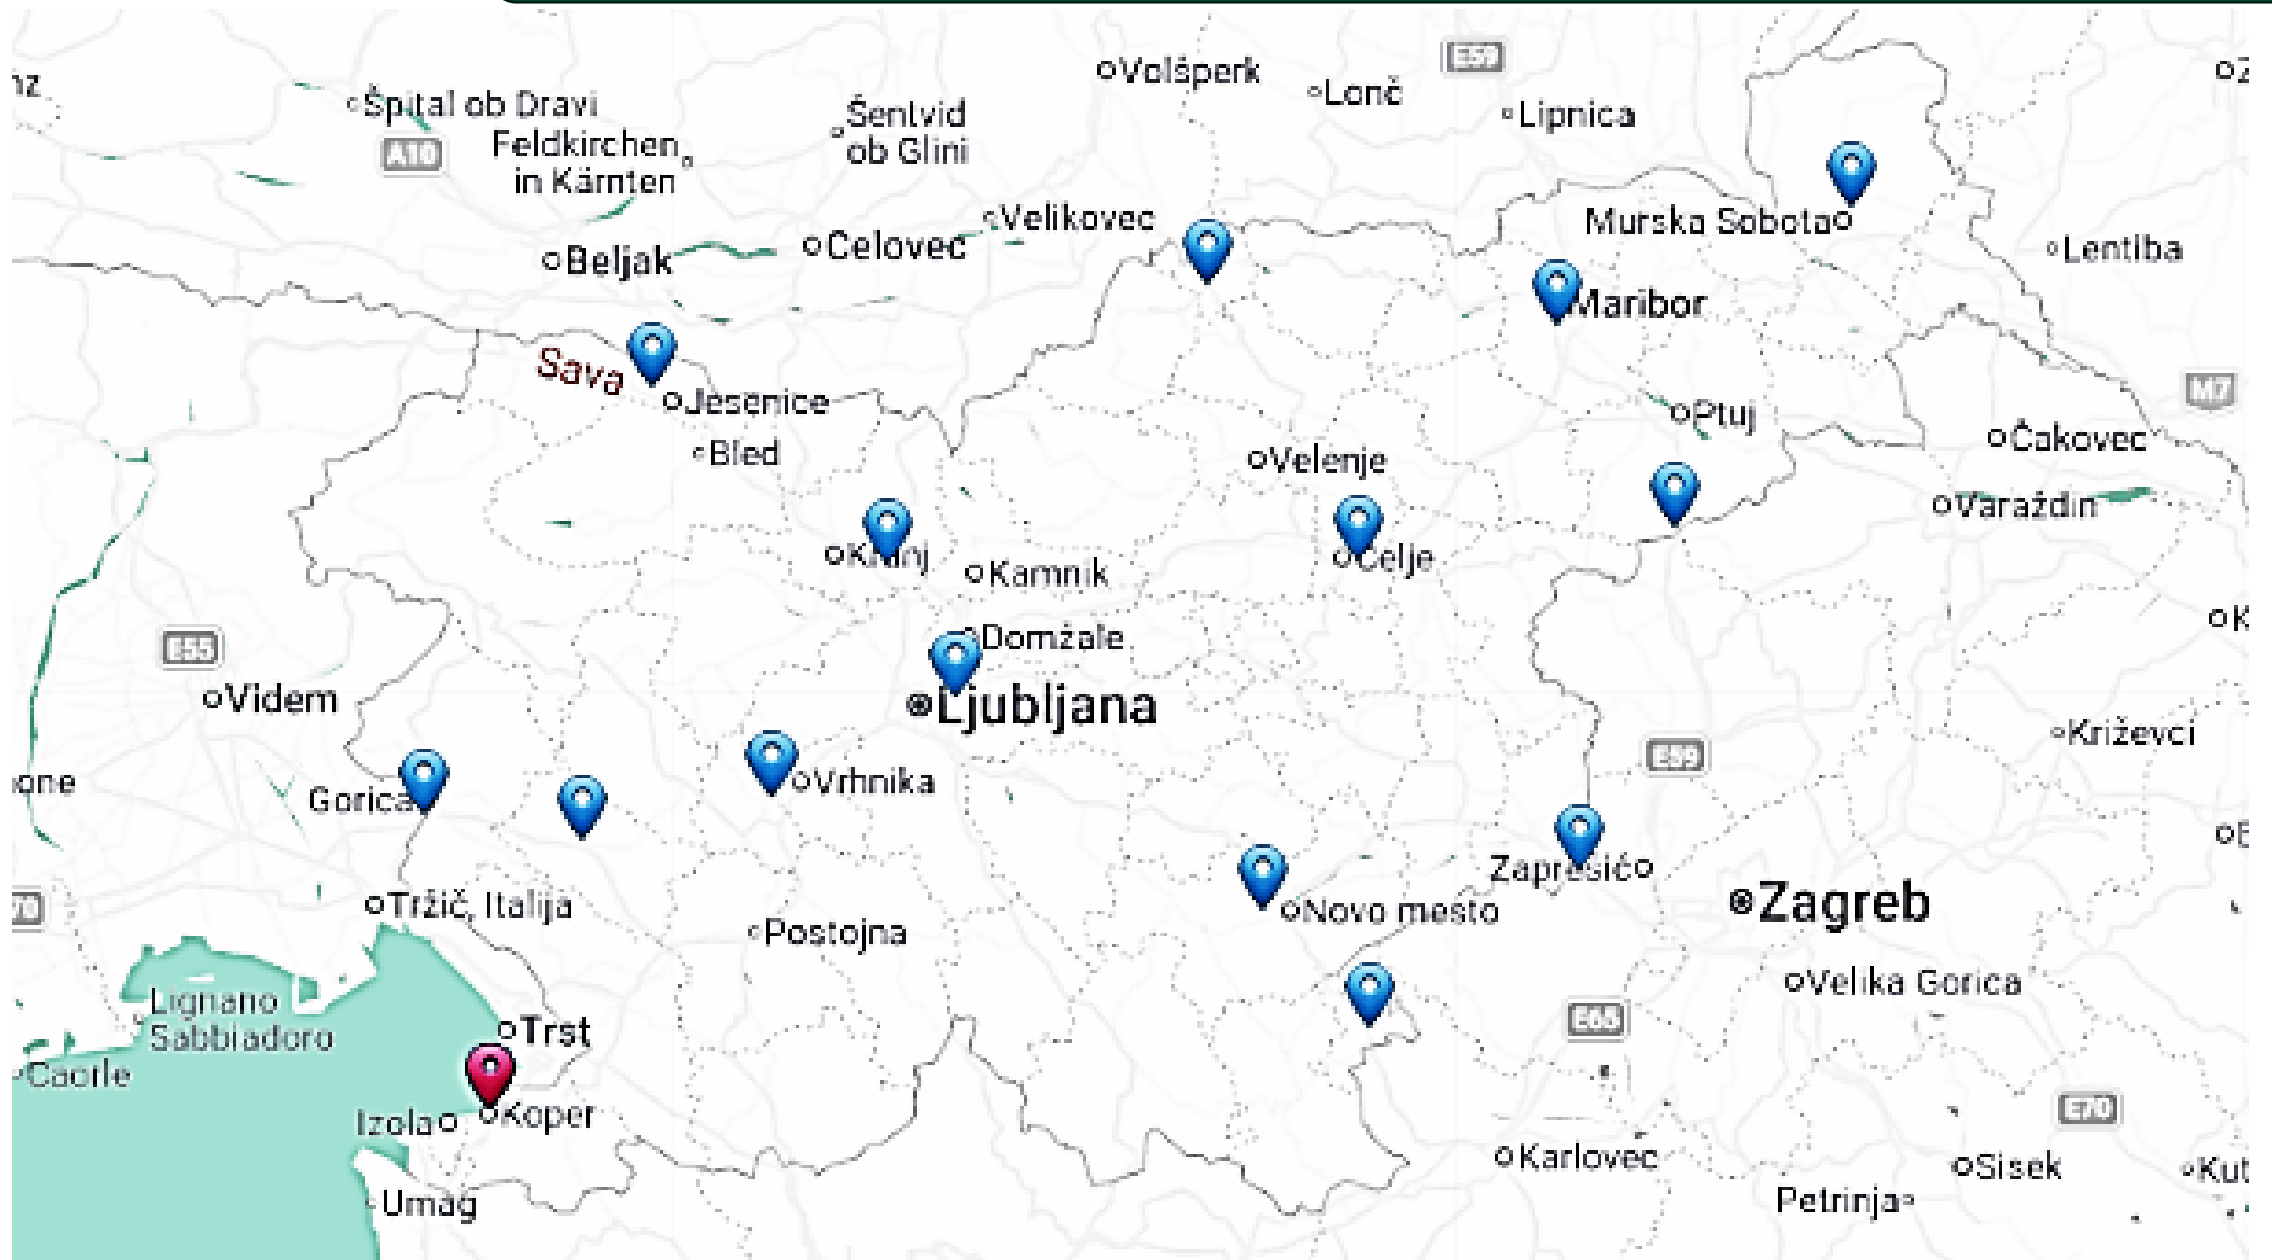 Volšperk
Lonč
E59
Špital ob Dravi
Šentvid
ob Glini
Lipnica
A10
Feldkirchen
in Kärnten
Velikovec
Murska Sobota
Beljak
Celovec
Lentiba
Maribor
Sava
Jesenice
M7
Ptuj
Čakovec
Bled
Velenje
Varaždin
Kranj
Celje
Kamnik
Domžale
E55
Videm
Ljubljana
Križevci
E59
Gorica
Vrhnika
Zaprešić
Tržič, Italija
Novo mesto
Zagreb
Postojna
Velika Gorica
Lignano
Sabbiadoro
Trst
E65
Caorle
Izola
Koper
E70
Karlovec
Sisek
Umag
Petrinja